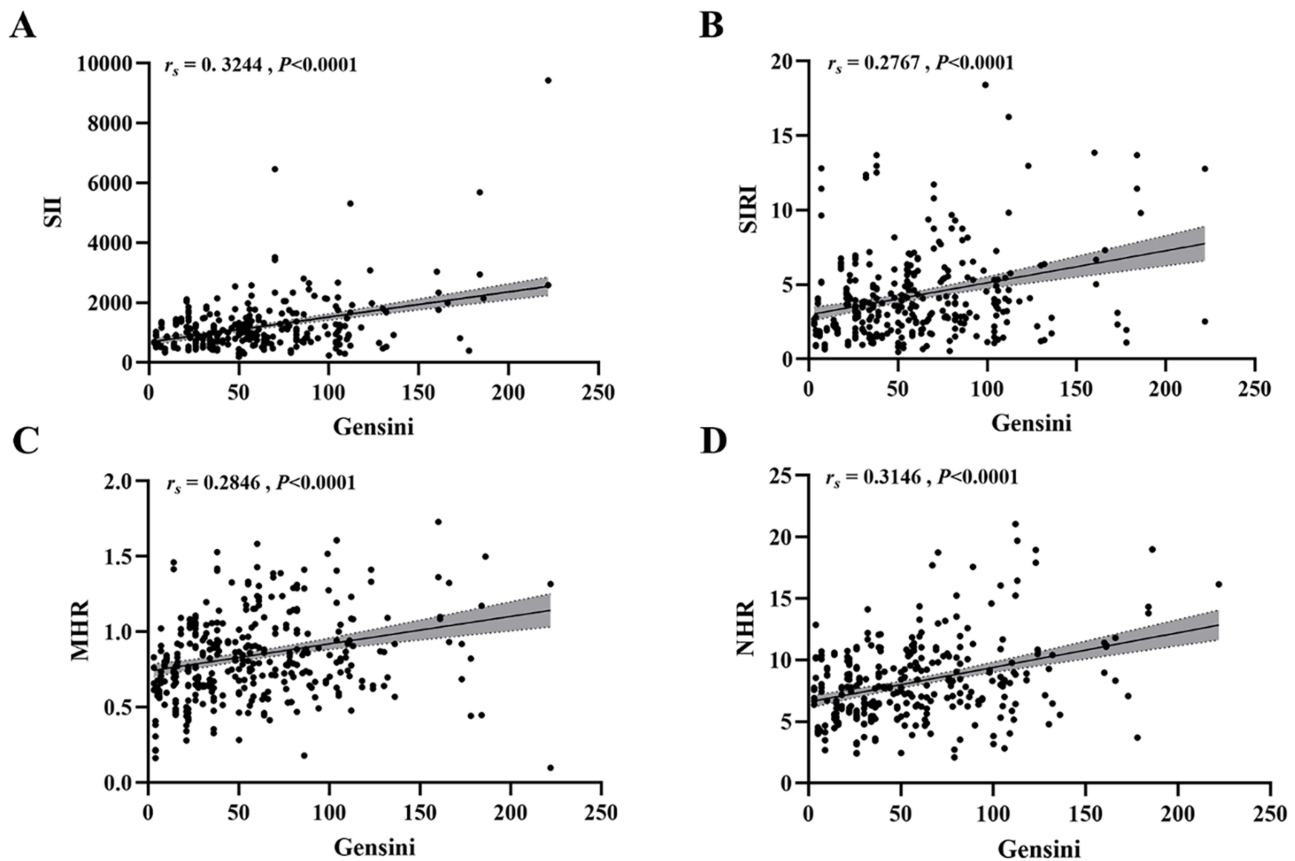 A
r_s = 0. 3244 , P<0.0001
10000
8000
6000
4000
2000
0
SII
0 50 100 150 200 250
Gensini
B
r_s = 0.2767 , P<0.0001
20
15
10
5
0
SIRI
0 50 100 150 200 250
Gensini
C
r_s = 0.2846 , P<0.0001
2.0
1.5
1.0
0.5
0.0
MHR
0 50 100 150 200 250
Gensini
D
r_s = 0.3146 , P<0.0001
25
20
15
10
5
0
NHR
0 50 100 150 200 250
Gensini